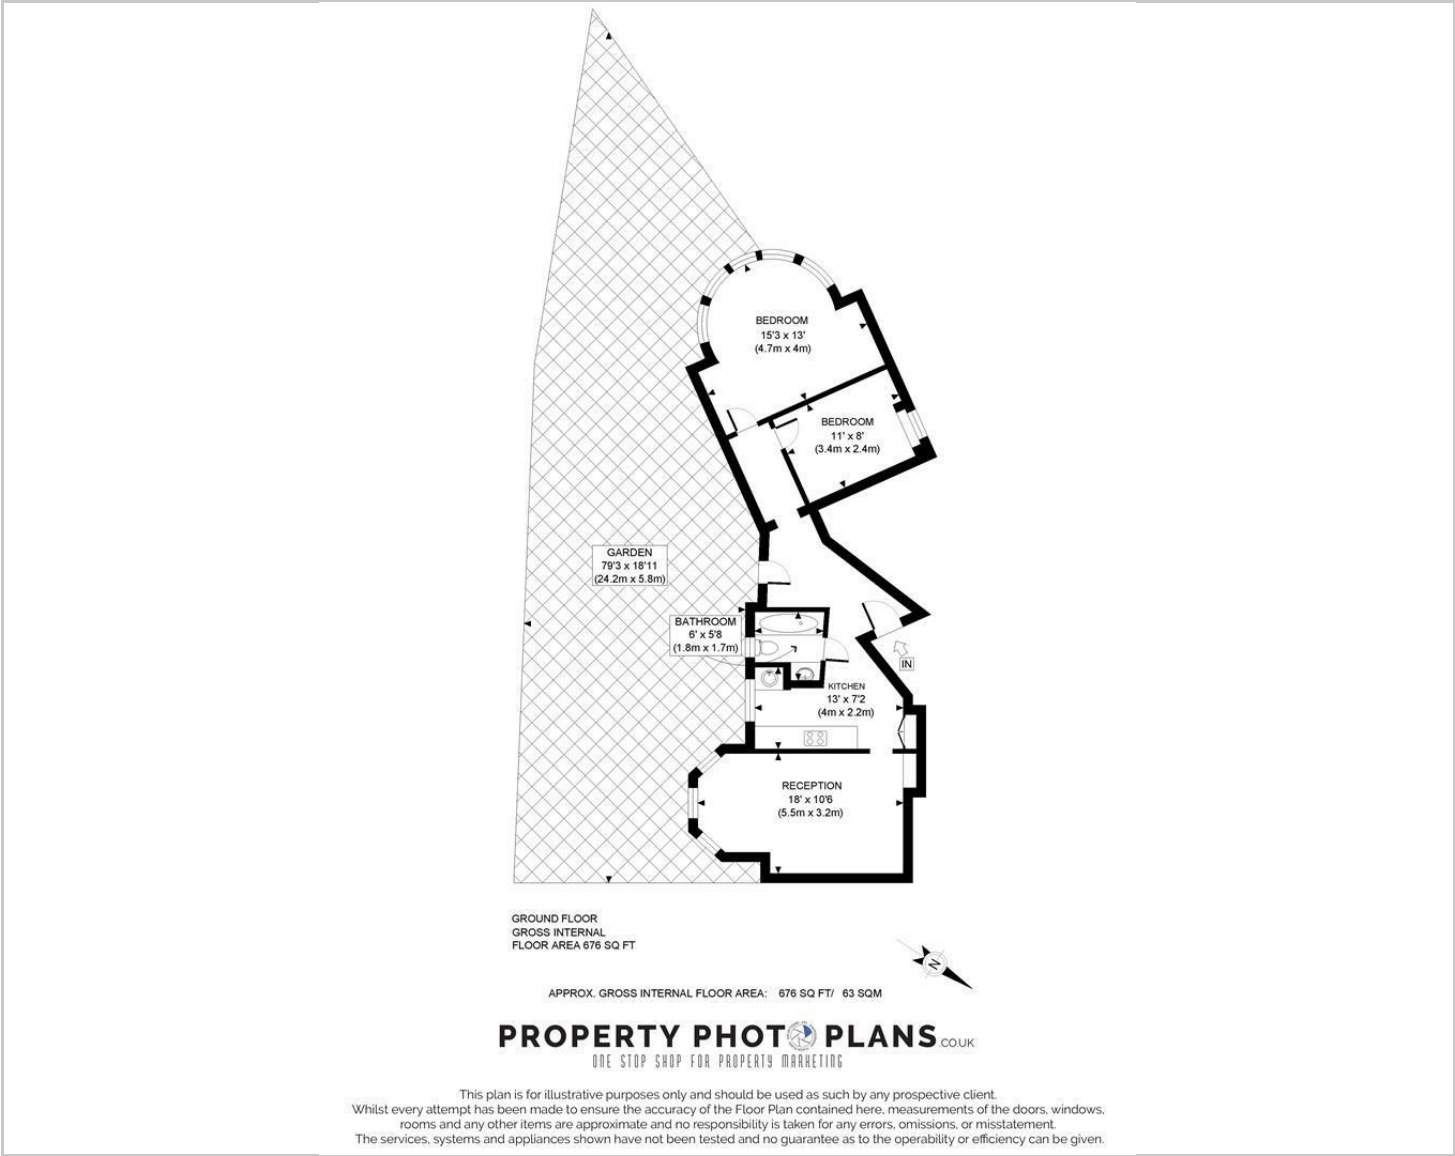 BEDROOM
15'3 x 13'
(4.7m x 4m)
BEDROOM
11' x 8'
(3.4m x 2.4m)
GARDEN
79'3 x 18'11
(24.2m x 5.8m)
BATHROOM
6' x 5'8
(1.8m x 1.7m)
IN
KITCHEN
13' x 7'2
(4m x 2.2m)
RECEPTION
18' x 10'6
(5.5m x 3.2m)
GROUND FLOOR
GROSS INTERNAL
FLOOR AREA 676 SQ FT
N
APPROX. GROSS INTERNAL FLOOR AREA: 676 SQ FT/ 63 SQM
PROPERTY PHOTO PLANS.CO.UK
ONE STOP SHOP FOR PROPERTY MARKETING
This plan is for illustrative purposes only and should be used as such by any prospective client.
Whilst every attempt has been made to ensure the accuracy of the Floor Plan contained here, measurements of the doors, windows,
rooms and any other items are approximate and no responsibility is taken for any errors, omissions, or misstatement.
The services, systems and appliances shown have not been tested and no guarantee as to the operability or efficiency can be given.